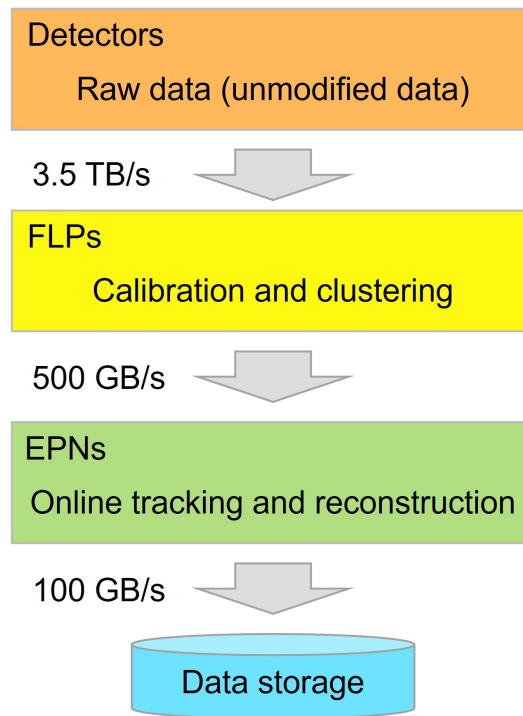 Detectors
Raw data (unmodified data)
3.5 TB/s
FLPs
Calibration and clustering
500 GB/s
EPNs
Online tracking and reconstruction
100 GB/s
Data storage